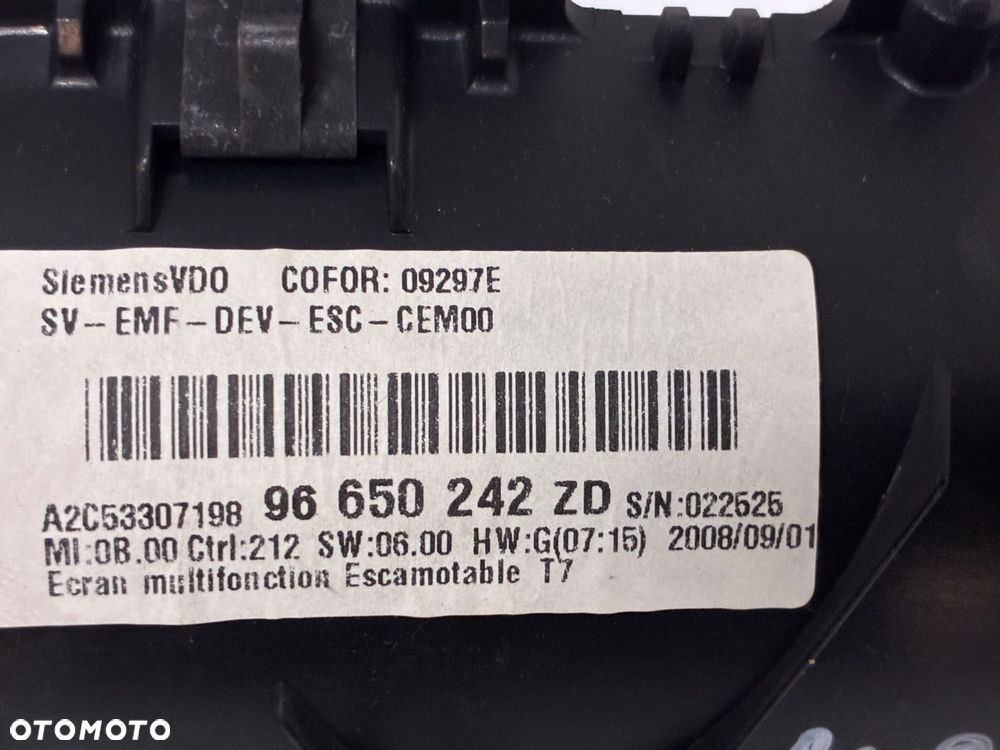 SiemensVDO COFOR: 09297E
SV-EMF-DEV-ESC-CEM00
A2C53307198 96 650 242 ZD S/N:022525
MI:0B.00 Ctrl:212 SW:06.00 HW:G(07:15) 2008/09/01
Ecran multifonction Escamotable T7
OTOMOTO